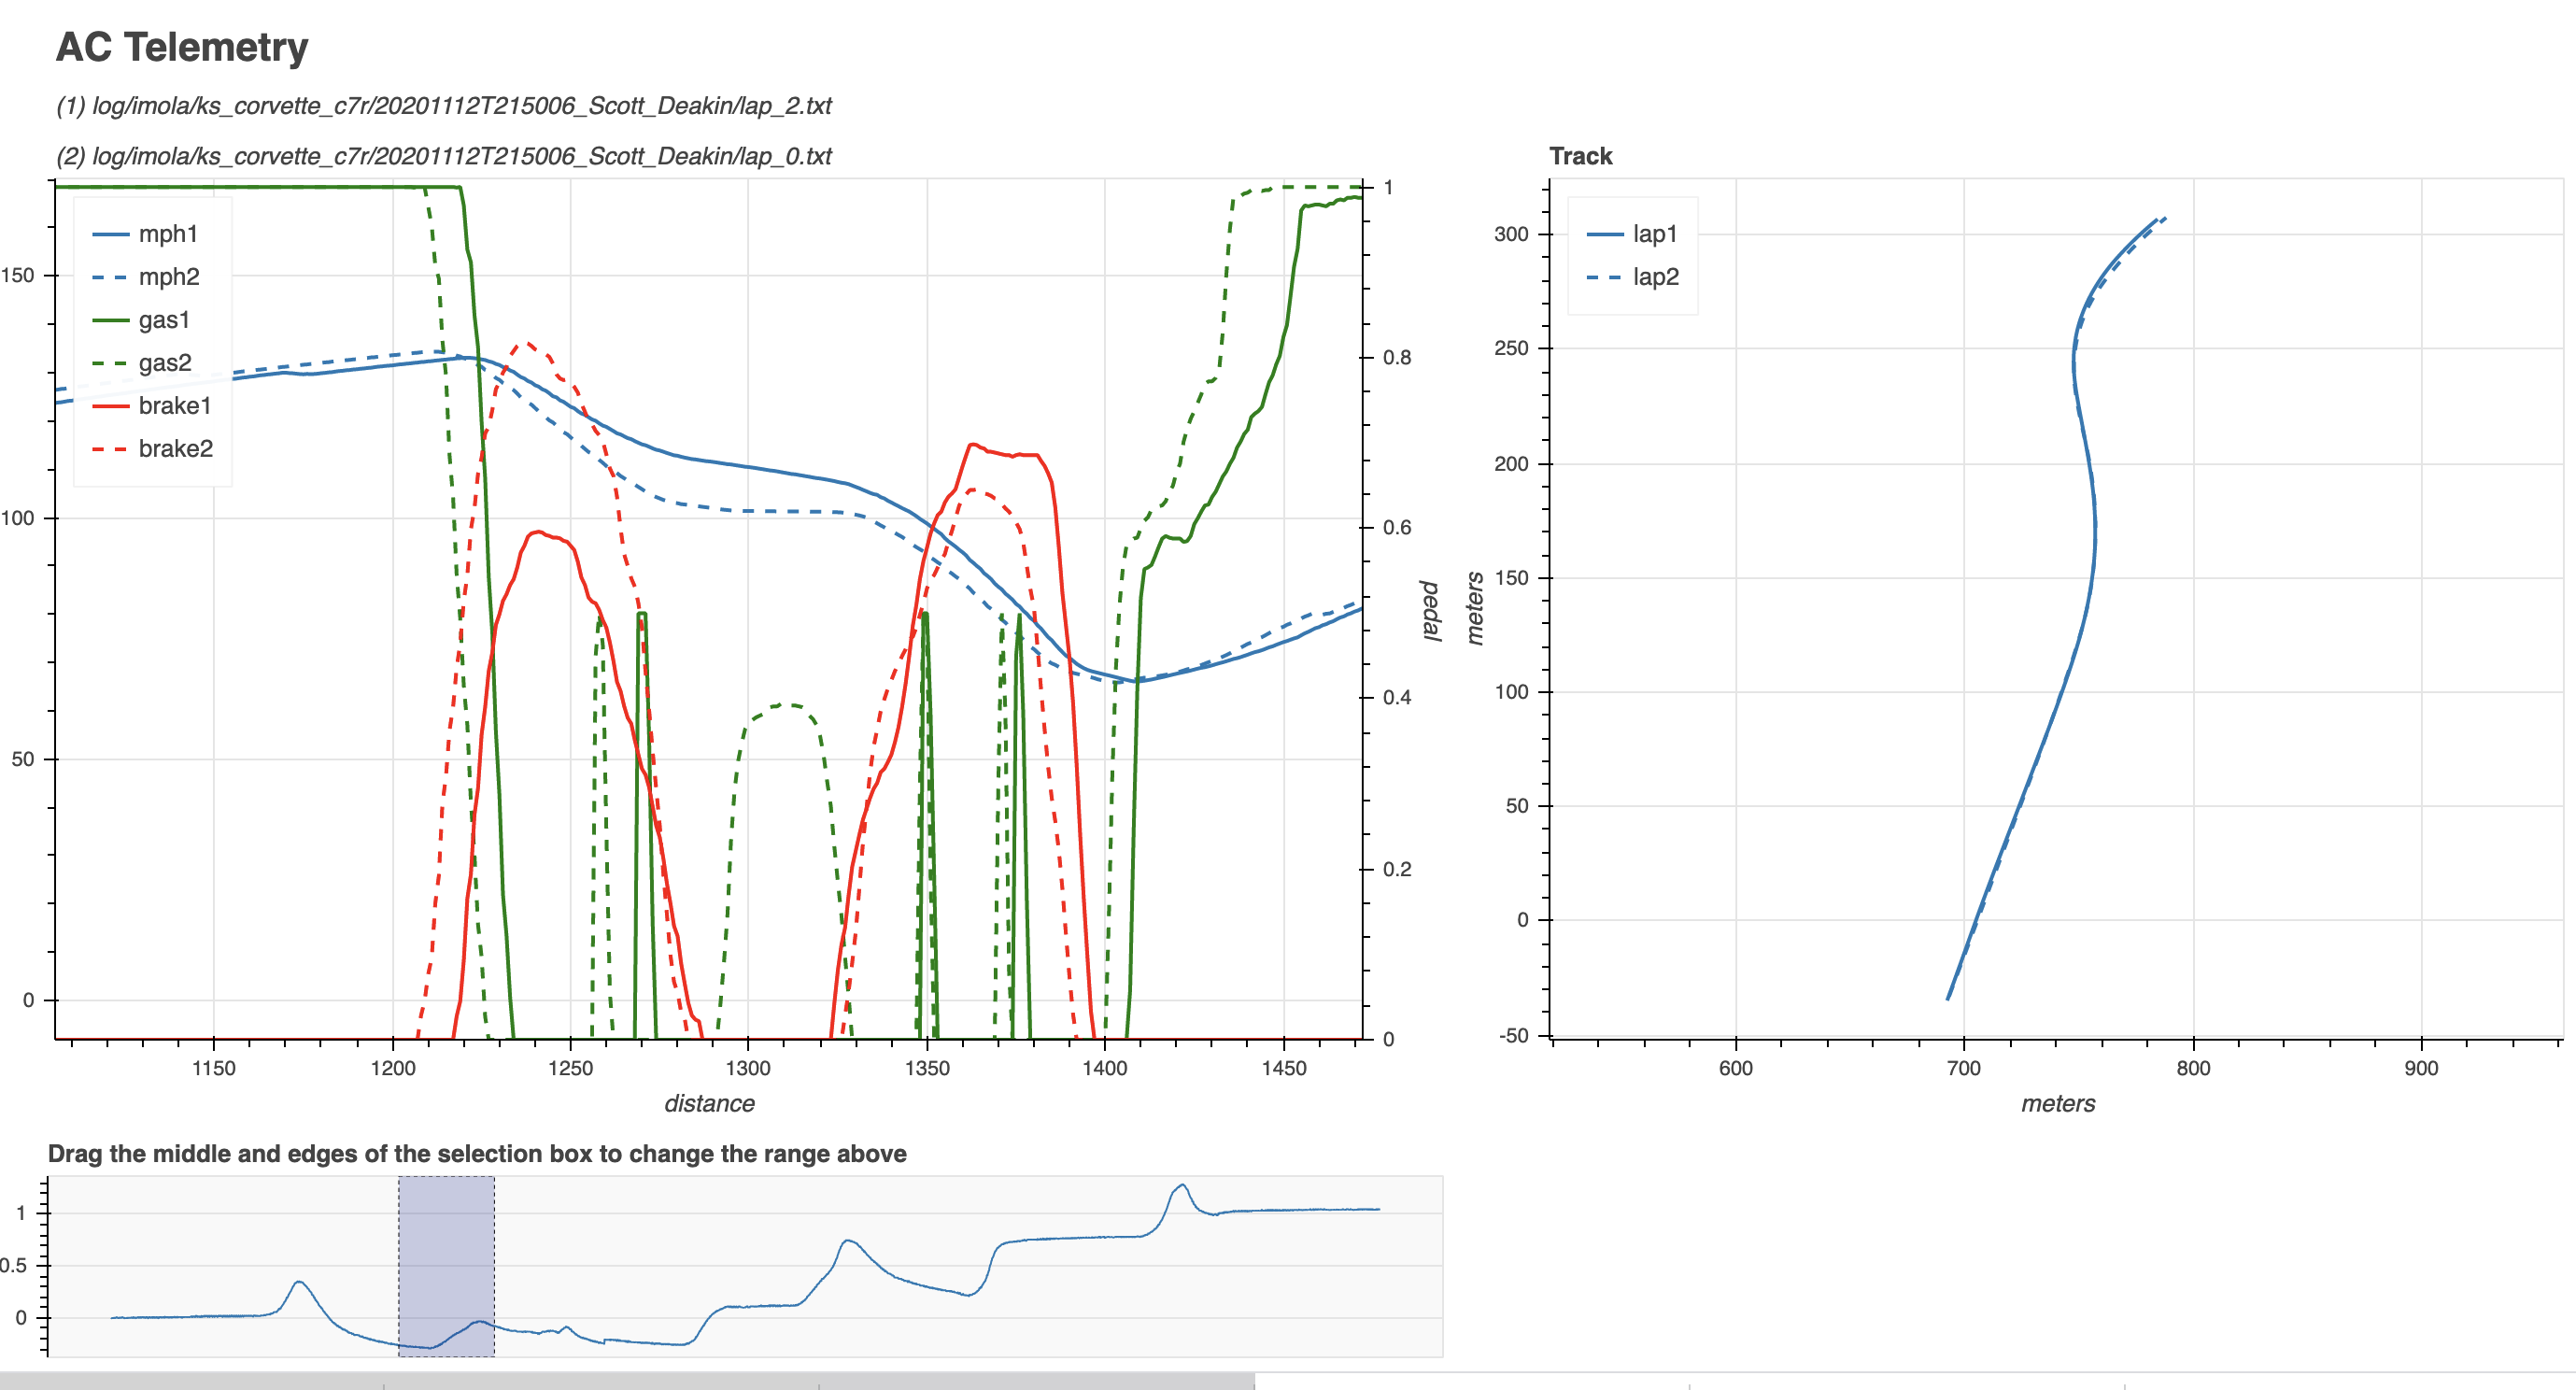 AC Telemetry
(1) log/imola/ks_corvette_c7r/20201112T215006_Scott_Deakin/lap_2.txt
(2) log/imola/ks_corvette_c7r/20201112T215006_Scott_Deakin/lap_0.txt
mph1
mph2
gas1
gas2
brake1
brake2
150
100
50
0
1
0.8
0.6
0.4
0.2
0
pedal
1150 1200 1250 1300 1350 1400 1450
distance
Track
lap1
lap2
300
250
200
150
100
50
0
-50
meters
600 700 800 900
meters
Drag the middle and edges of the selection box to change the range above
1
0.5
0